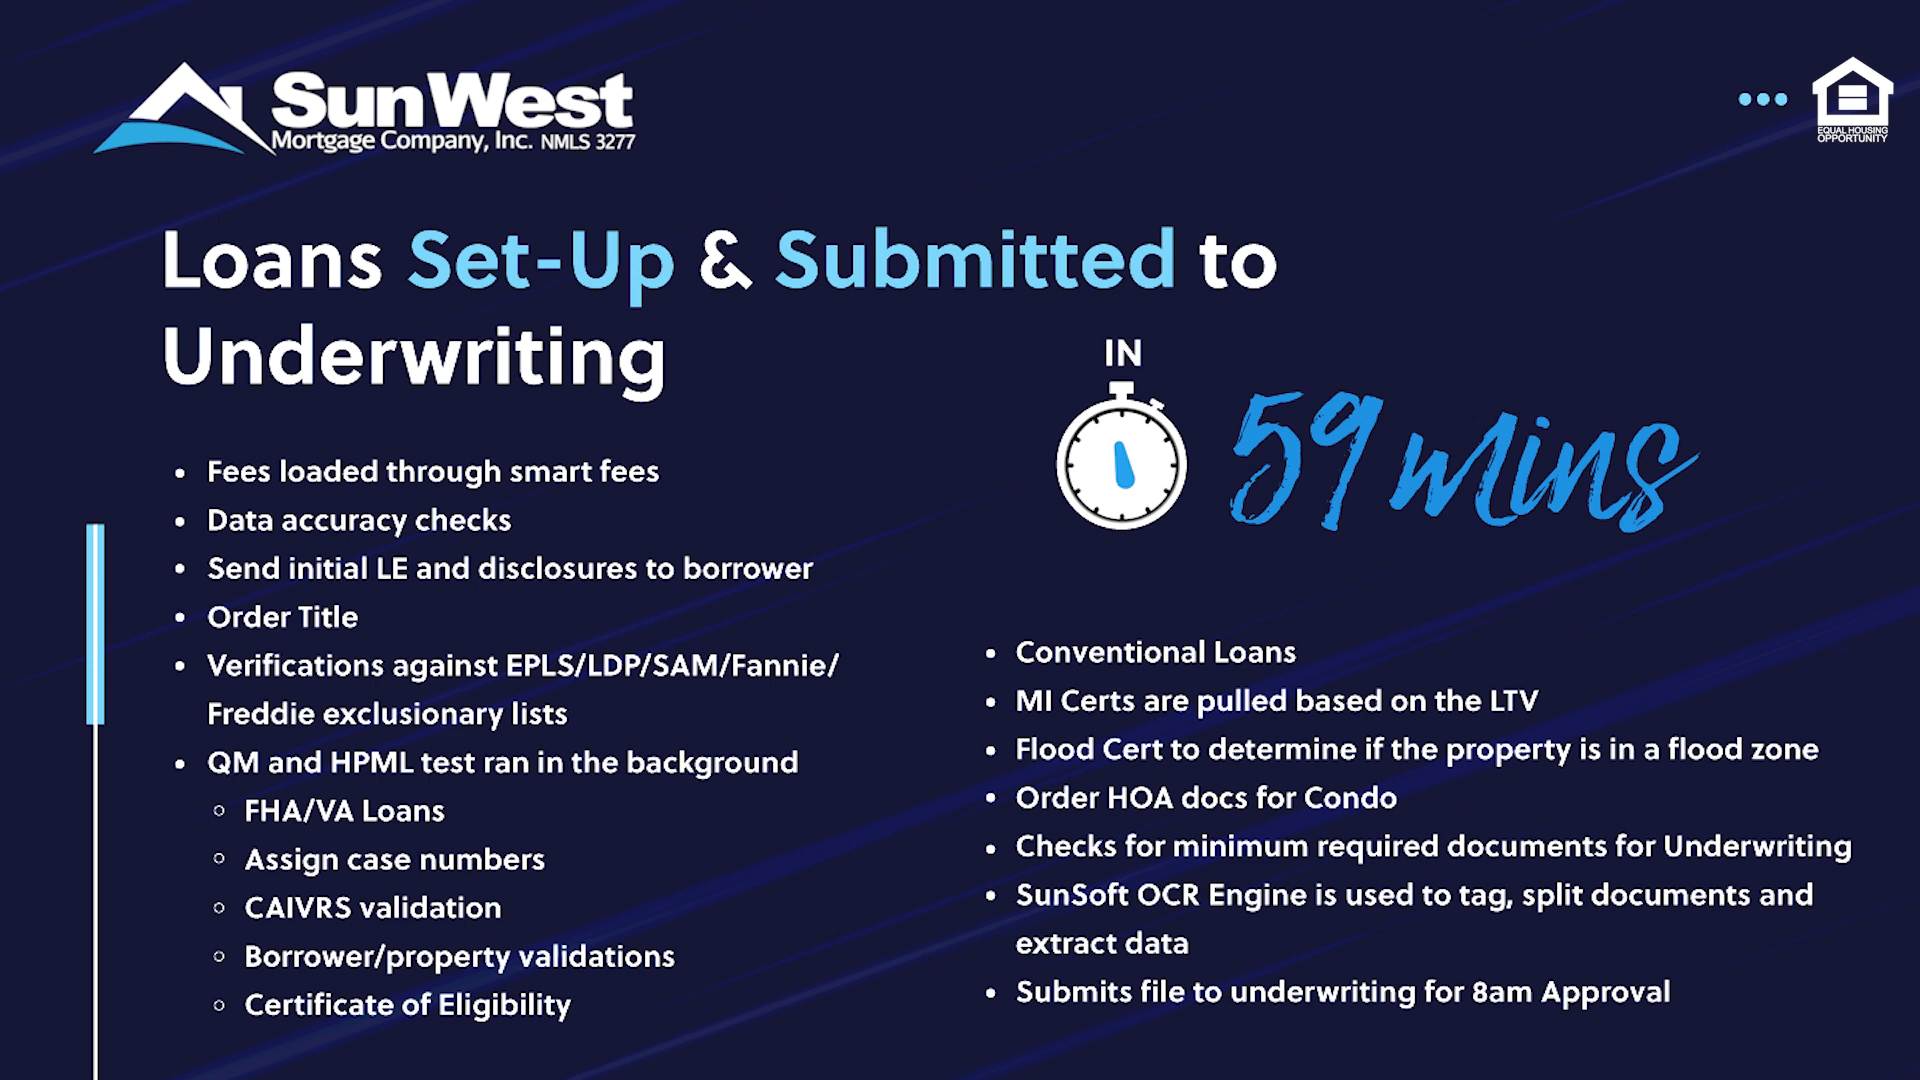 SunWest
Mortgage Company, Inc. NMLS 3277
EQUAL HOUSING
OPPORTUNITY
Loans Set-Up & Submitted to
Underwriting
IN
59 mins
• Fees loaded through smart fees
• Data accuracy checks
• Send initial LE and disclosures to borrower
• Order Title
• Verifications against EPLS/LDP/SAM/Fannie/
Freddie exclusionary lists
• QM and HPML test ran in the background
◦ FHA/VA Loans
◦ Assign case numbers
◦ CAIVRS validation
◦ Borrower/property validations
◦ Certificate of Eligibility
• Conventional Loans
• MI Certs are pulled based on the LTV
• Flood Cert to determine if the property is in a flood zone
• Order HOA docs for Condo
• Checks for minimum required documents for Underwriting
• SunSoft OCR Engine is used to tag, split documents and
extract data
• Submits file to underwriting for 8am Approval